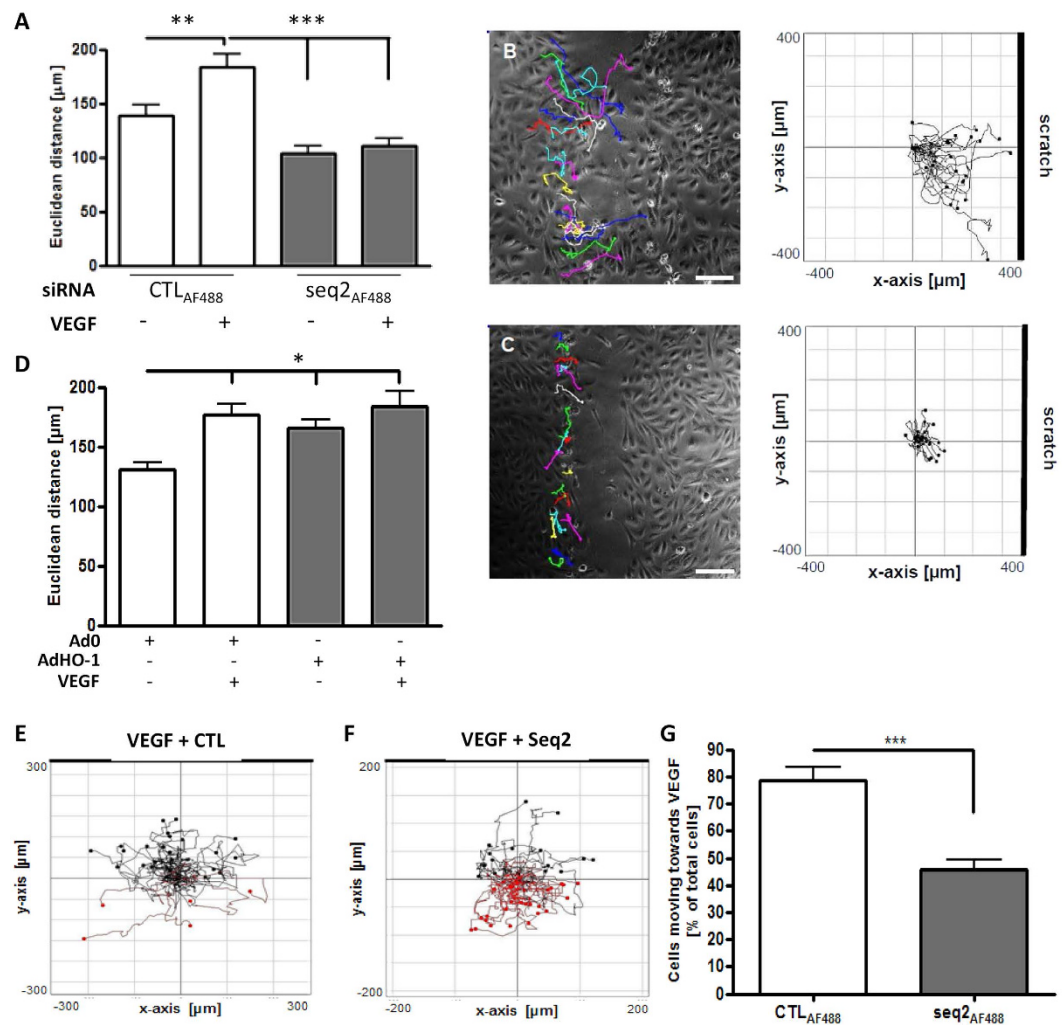 A
** ***
Euclidean distance [µm]
200
150
100
50
0
siRNA CTL_AF488 seq2_AF488
VEGF - + - +
B
400
y-axis [µm]
-400
-400 400
x-axis [µm]
scratch
C
400
y-axis [µm]
-400
-400 400
x-axis [µm]
scratch
D
*
Euclidean distance [µm]
200
150
100
50
0
Ad0 + + - -
AdHO-1 - - + +
VEGF - + - +
E
VEGF + CTL
300
y-axis [µm]
-300
-300 300
x-axis [µm]
F
VEGF + Seq2
200
y-axis [µm]
-200
-200 200
x-axis [µm]
G
***
Cells moving towards VEGF
[% of total cells]
90
80
70
60
50
40
30
20
10
0
CTL_AF488 seq2_AF488